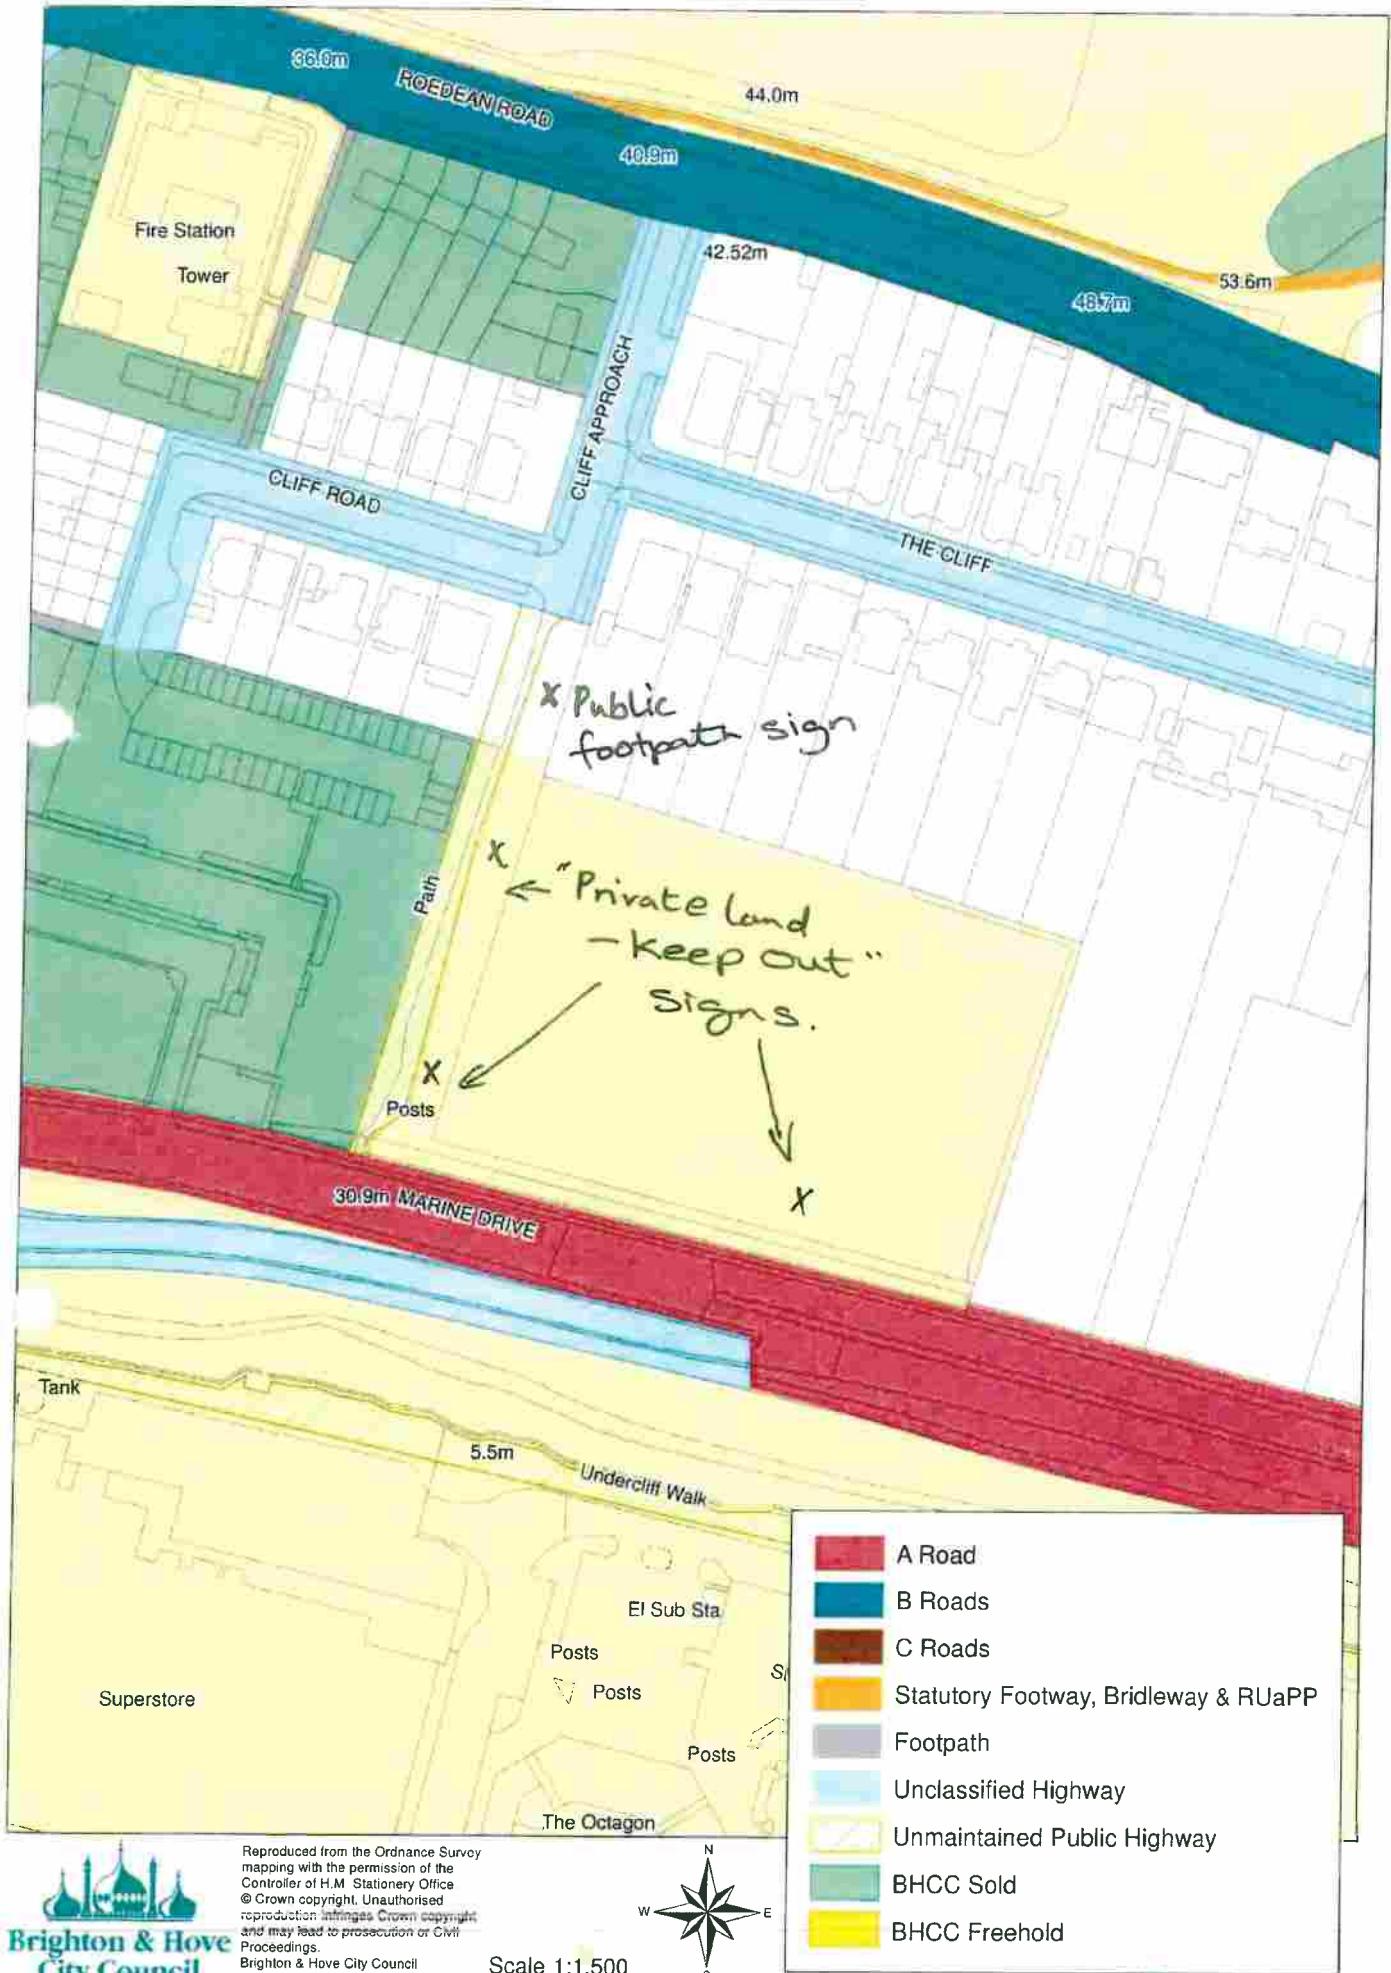 36.0m
ROEDEAN ROAD
44.0m
40.9m
Fire Station
Tower
42.52m
53.6m
48.7m
CLIFF APPROACH
CLIFF ROAD
THE CLIFF
x Public
footpath sign
x
Path
← "Private land
- Keep out"
Signs.
x
Posts
x
30.9m MARINE DRIVE
Tank
5.5m
Undercliff Walk
El Sub Sta
Posts
Posts
Superstore
Posts
The Octagon
A Road
B Roads
C Roads
Statutory Footway, Bridleway & RUaPP
Footpath
Unclassified Highway
Unmaintained Public Highway
BHCC Sold
BHCC Freehold
Brighton & Hove
City Council
Reproduced from the Ordnance Survey
mapping with the permission of the
Controller of H.M Stationery Office
© Crown copyright. Unauthorised
reproduction infringes Crown copyright
and may lead to prosecution or Civil
Proceedings.
Brighton & Hove City Council
Scale 1:1,500
N
W
E